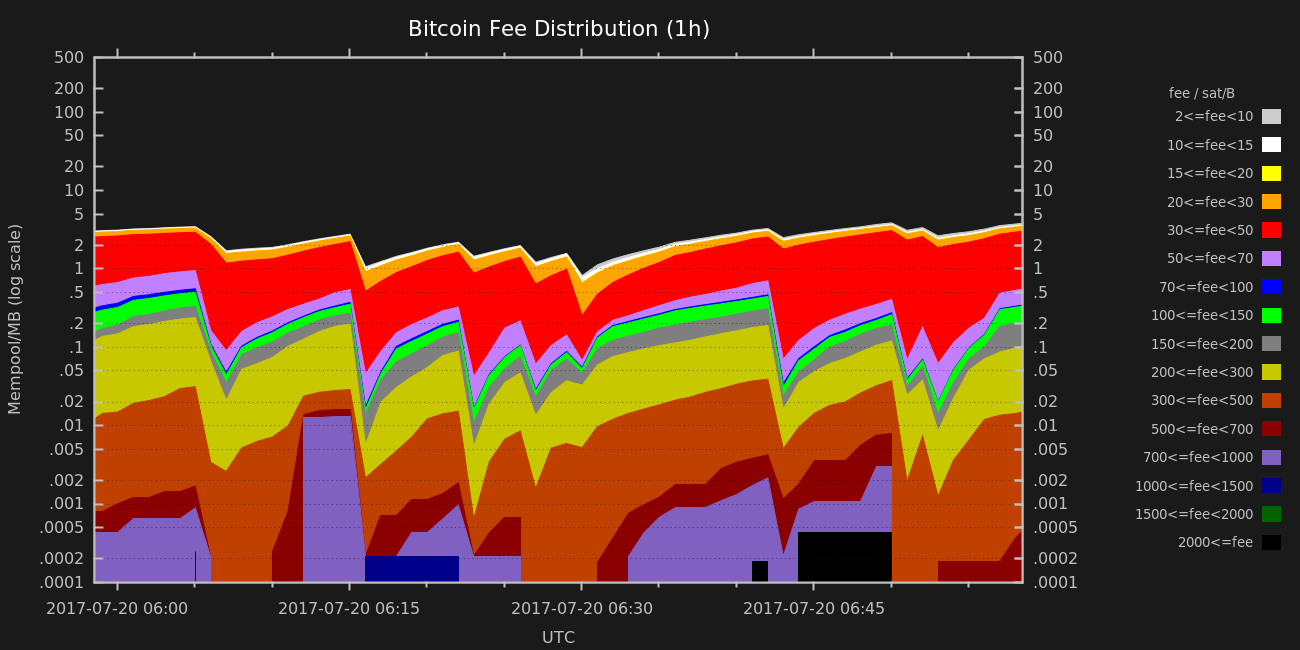 Bitcoin Fee Distribution (1h)
Mempool/MB (log scale)
500
200
100
50
20
10
5
2
1
.5
.2
.1
.05
.02
.01
.005
.002
.001
.0005
.0002
.0001
500
200
100
50
20
10
5
2
1
.5
.2
.1
.05
.02
.01
.005
.002
.001
.0005
.0002
.0001
fee / sat/B
2<=fee<10
10<=fee<15
15<=fee<20
20<=fee<30
30<=fee<50
50<=fee<70
70<=fee<100
100<=fee<150
150<=fee<200
200<=fee<300
300<=fee<500
500<=fee<700
700<=fee<1000
1000<=fee<1500
1500<=fee<2000
2000<=fee
2017-07-20 06:00 2017-07-20 06:15 2017-07-20 06:30 2017-07-20 06:45
UTC